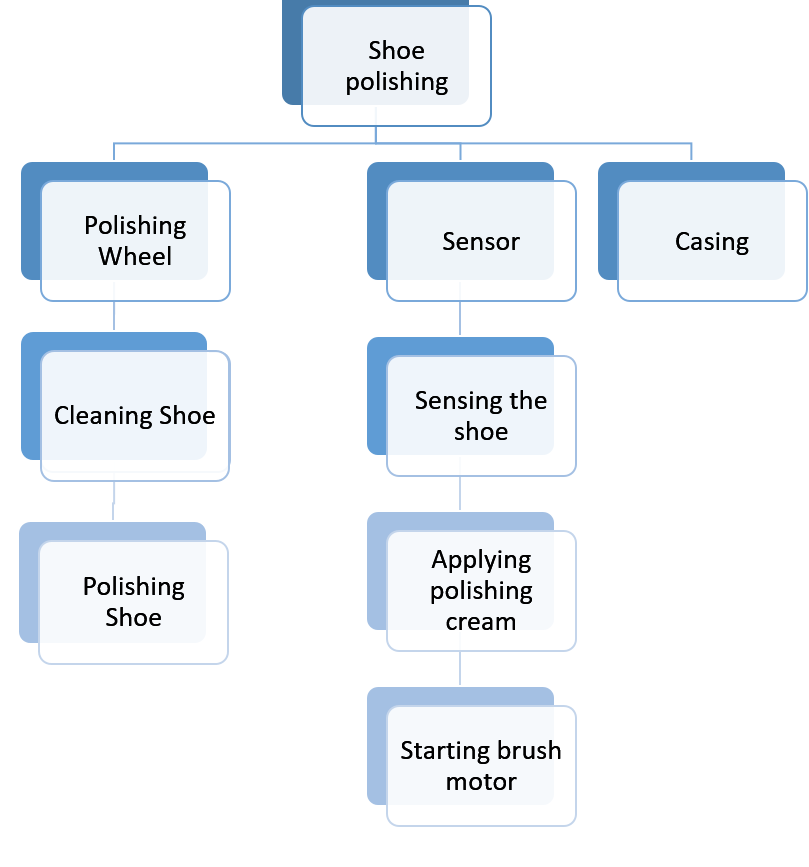 Shoe
polishing
Polishing
Wheel
Sensor
Casing
Cleaning Shoe
Sensing the
shoe
Polishing
Shoe
Applying
polishing
cream
Starting brush
motor